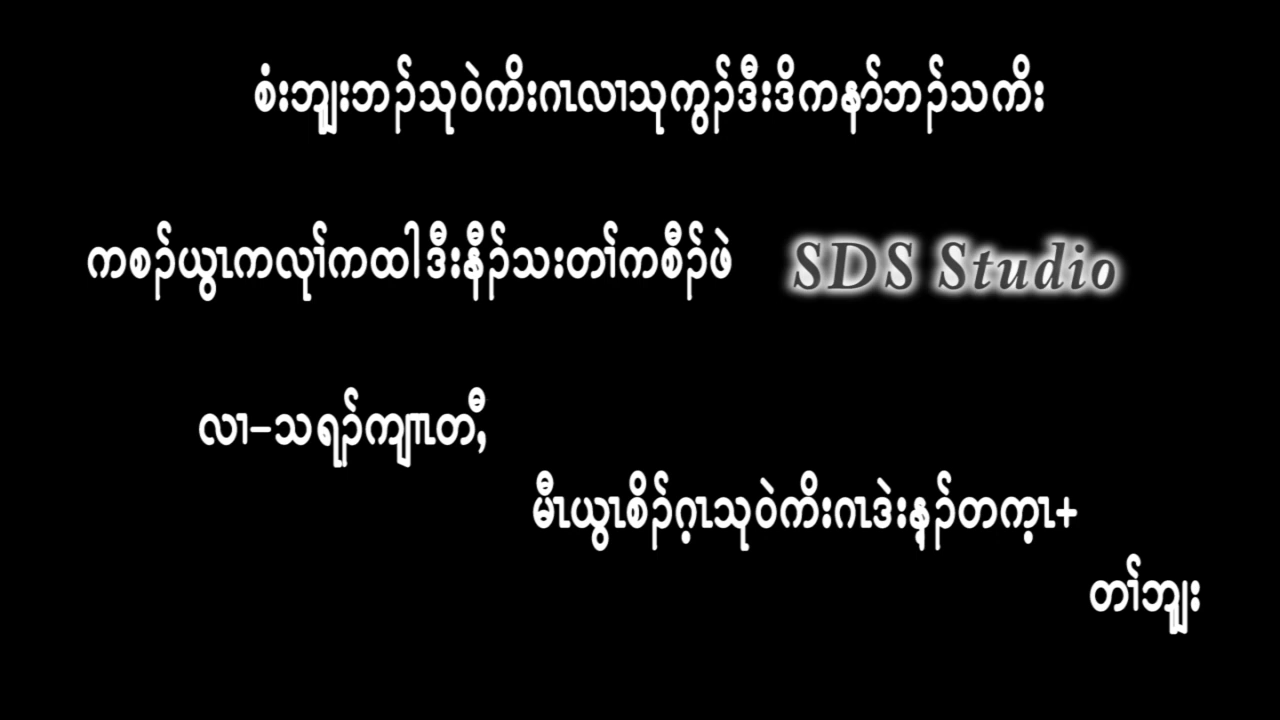 စံးဘျုးဘၣ်သုဝဲကိးဂၤလၢသုကွၣ်ဒီးဒိကနၢ်ဘၣ်သကိး
ကစၣ်ယွၤကလုၢ်ကထါဒီးနီၣ်သးတၢ်ကစီၣ်ဖဲ SDS Studio
လၢ–သရၣ်ကျၢၤတီ,
မီၤယွၤစိၣ်ဂ့ၤသုဝဲကိးဂၤဒဲးန့ၣ်တက့ၤ+
တၢ်ဘျုး